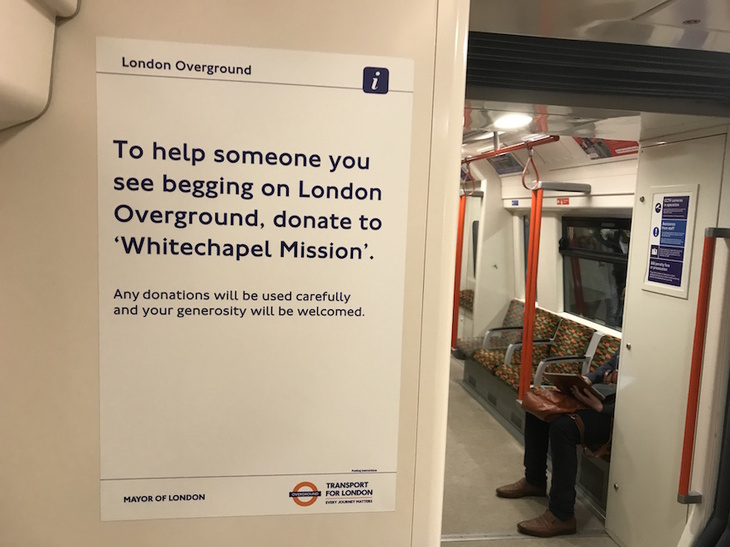 London Overground
i
To help someone you
see begging on London
Overground, donate to
‘Whitechapel Mission’.
Any donations will be used carefully
and your generosity will be welcomed.
MAYOR OF LONDON
OVERGROUND
TRANSPORT
FOR LONDON
EVERY JOURNEY MATTERS